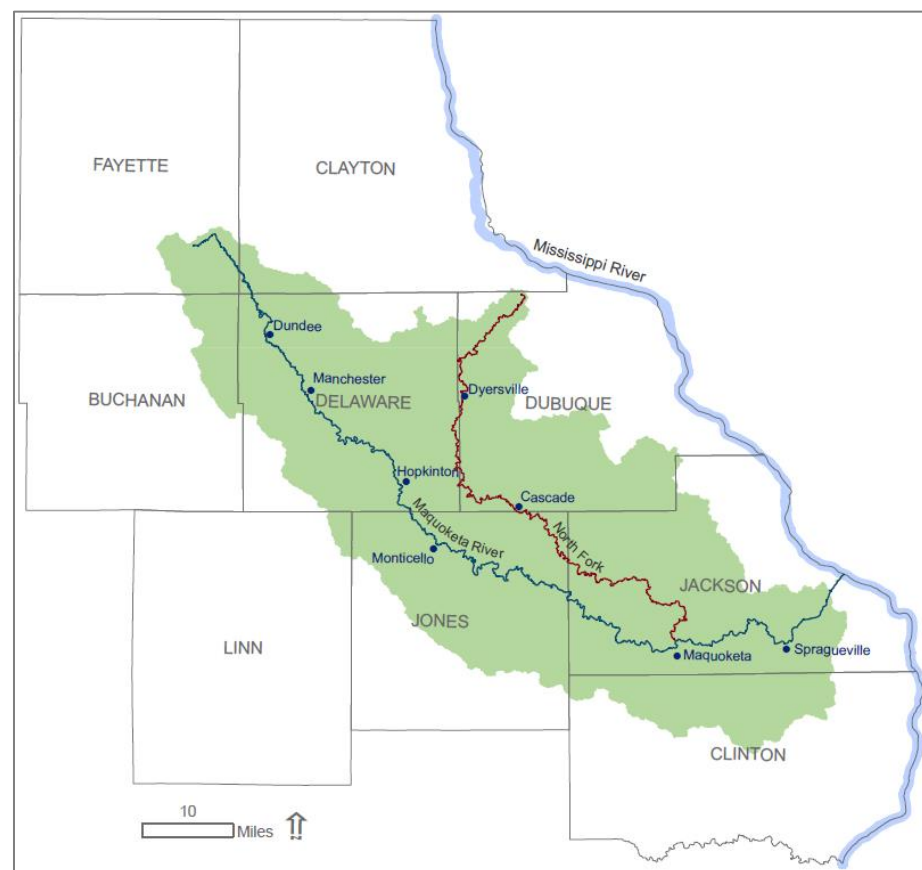 FAYETTE
CLAYTON
Mississippi River
Dundee
Manchester
Dyersville
BUCHANAN
DELAWARE
DUBUQUE
Hopkinton
Cascade
Maquoketa River
North Fork
Monticello
JACKSON
JONES
LINN
Maquoketa
Spragueville
CLINTON
10
Miles